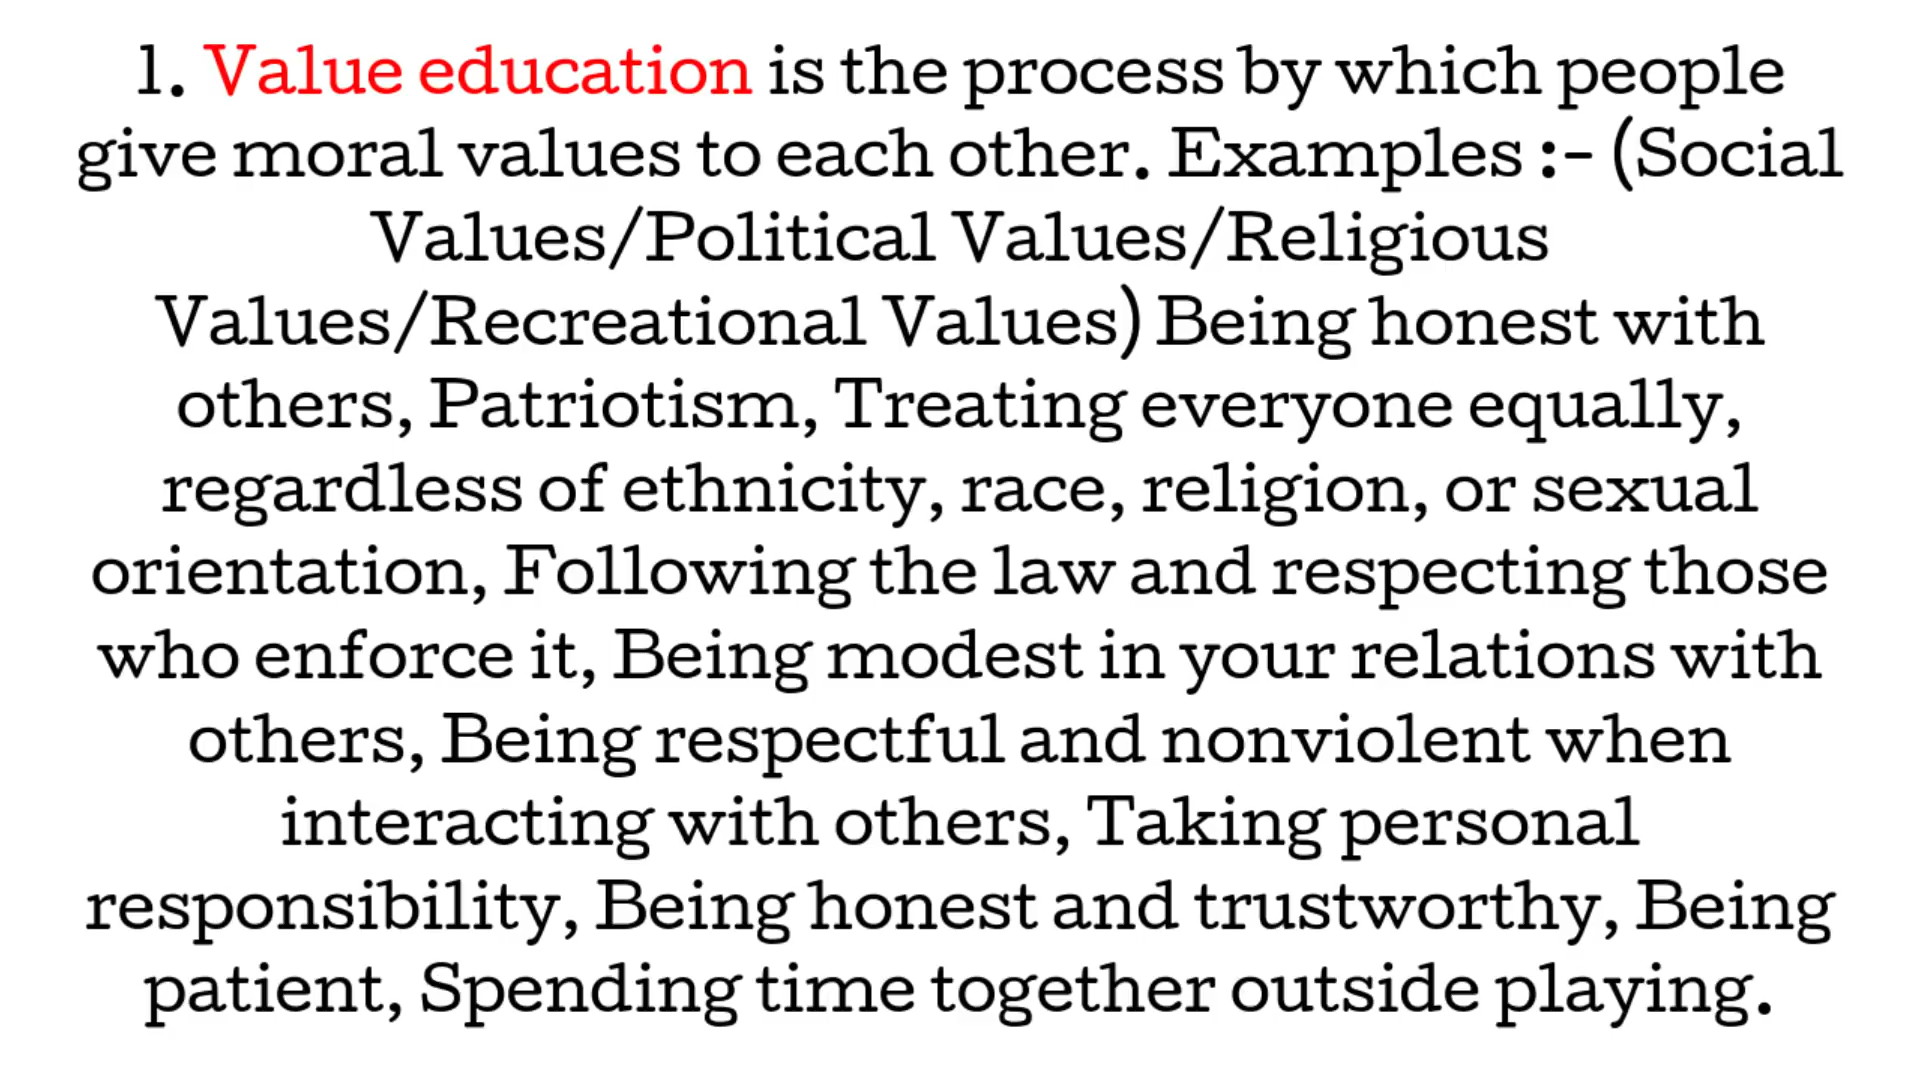 1. Value education is the process by which people
give moral values to each other. Examples :- (Social
Values/Political Values/Religious
Values/Recreational Values) Being honest with
others, Patriotism, Treating everyone equally,
regardless of ethnicity, race, religion, or sexual
orientation, Following the law and respecting those
who enforce it, Being modest in your relations with
others, Being respectful and nonviolent when
interacting with others, Taking personal
responsibility, Being honest and trustworthy, Being
patient, Spending time together outside playing.